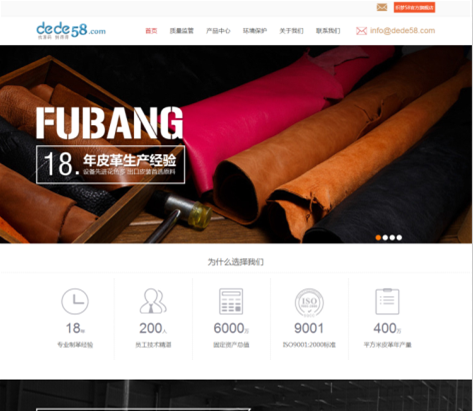 dede58.com
首页 质量监管 产品中心 环境保护 关于我们 联系我们 info@dede58.com
FUBANG
18. 年皮革生产经验
为什么选择我们
18年 200人 6000万 9001 400万
ISO
专业制革经验 员工技术精湛 固定资产总值 ISO9001:2000标准 平方米皮革年产量